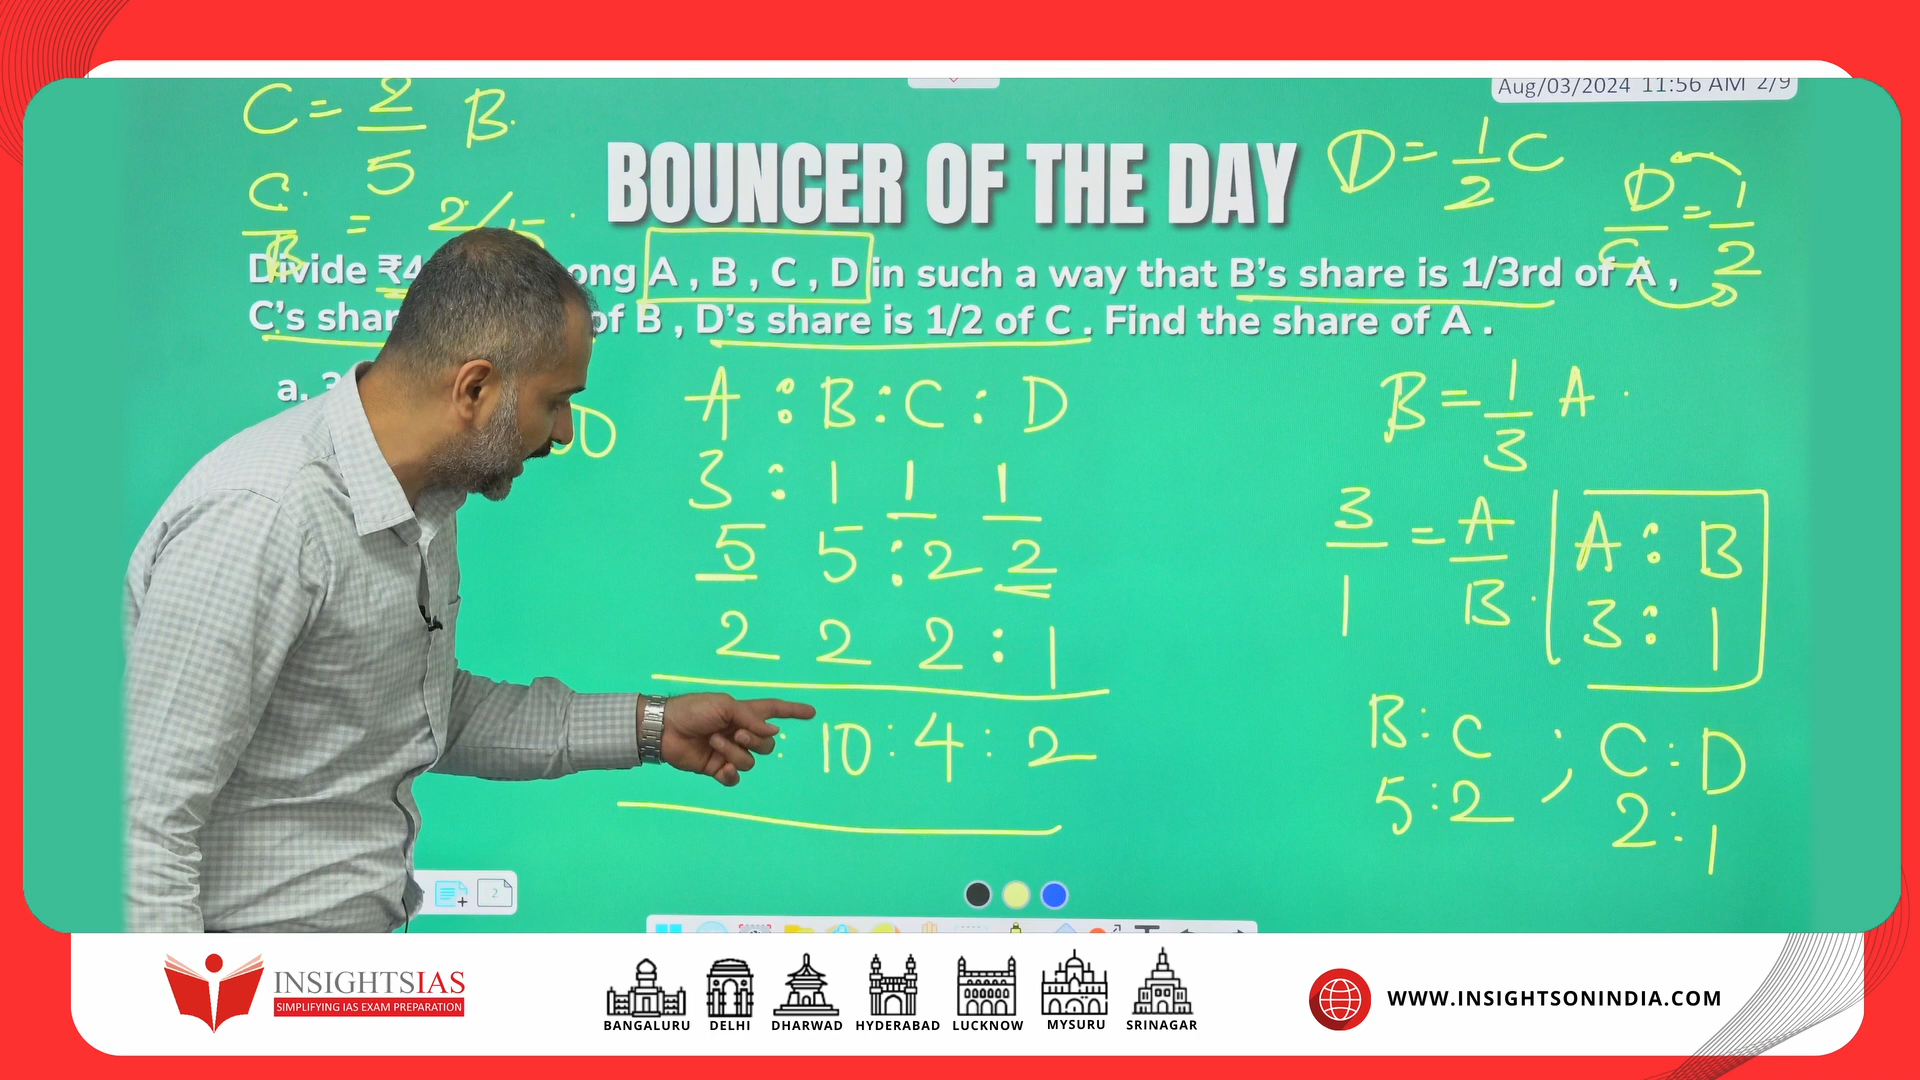 Aug/03/2024 11:56 AM 2/9
C = 2/5 B.
C/B = 2/5
BOUNCER OF THE DAY
D = 1/2 C
D/C = 1/2
Divide ₹4 ong A , B , C , D in such a way that B's share is 1/3rd of A ,
C's shar of B , D's share is 1/2 of C . Find the share of A .
a. 3
A : B : C : D
3 : 1 1 1
5 5 : 2 2
2 2 2 : 1
: 10 : 4 : 2
B = 1/3 A.
3/1 = A/B.
A : B
3 : 1
B : C ; C : D
5 : 2 2 : 1
2
INSIGHTSIAS
SIMPLIFYING IAS EXAM PREPARATION
BANGALURU DELHI DHARWAD HYDERABAD LUCKNOW MYSURU SRINAGAR
WWW.INSIGHTSONINDIA.COM